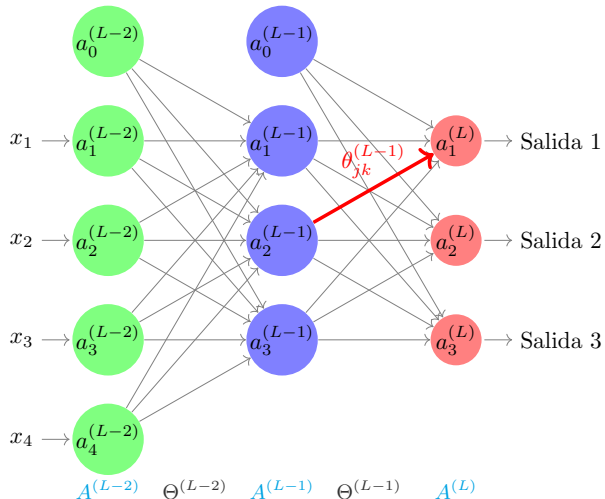 a_0^{(L-2)} a_0^{(L-1)}
x_1 a_1^{(L-2)} a_1^{(L-1)} a_1^{(L)} Salida 1
θ_{jk}^{(L-1)}
x_2 a_2^{(L-2)} a_2^{(L-1)} a_2^{(L)} Salida 2
x_3 a_3^{(L-2)} a_3^{(L-1)} a_3^{(L)} Salida 3
x_4 a_4^{(L-2)}
A^{(L-2)} Θ^{(L-2)} A^{(L-1)} Θ^{(L-1)} A^{(L)}